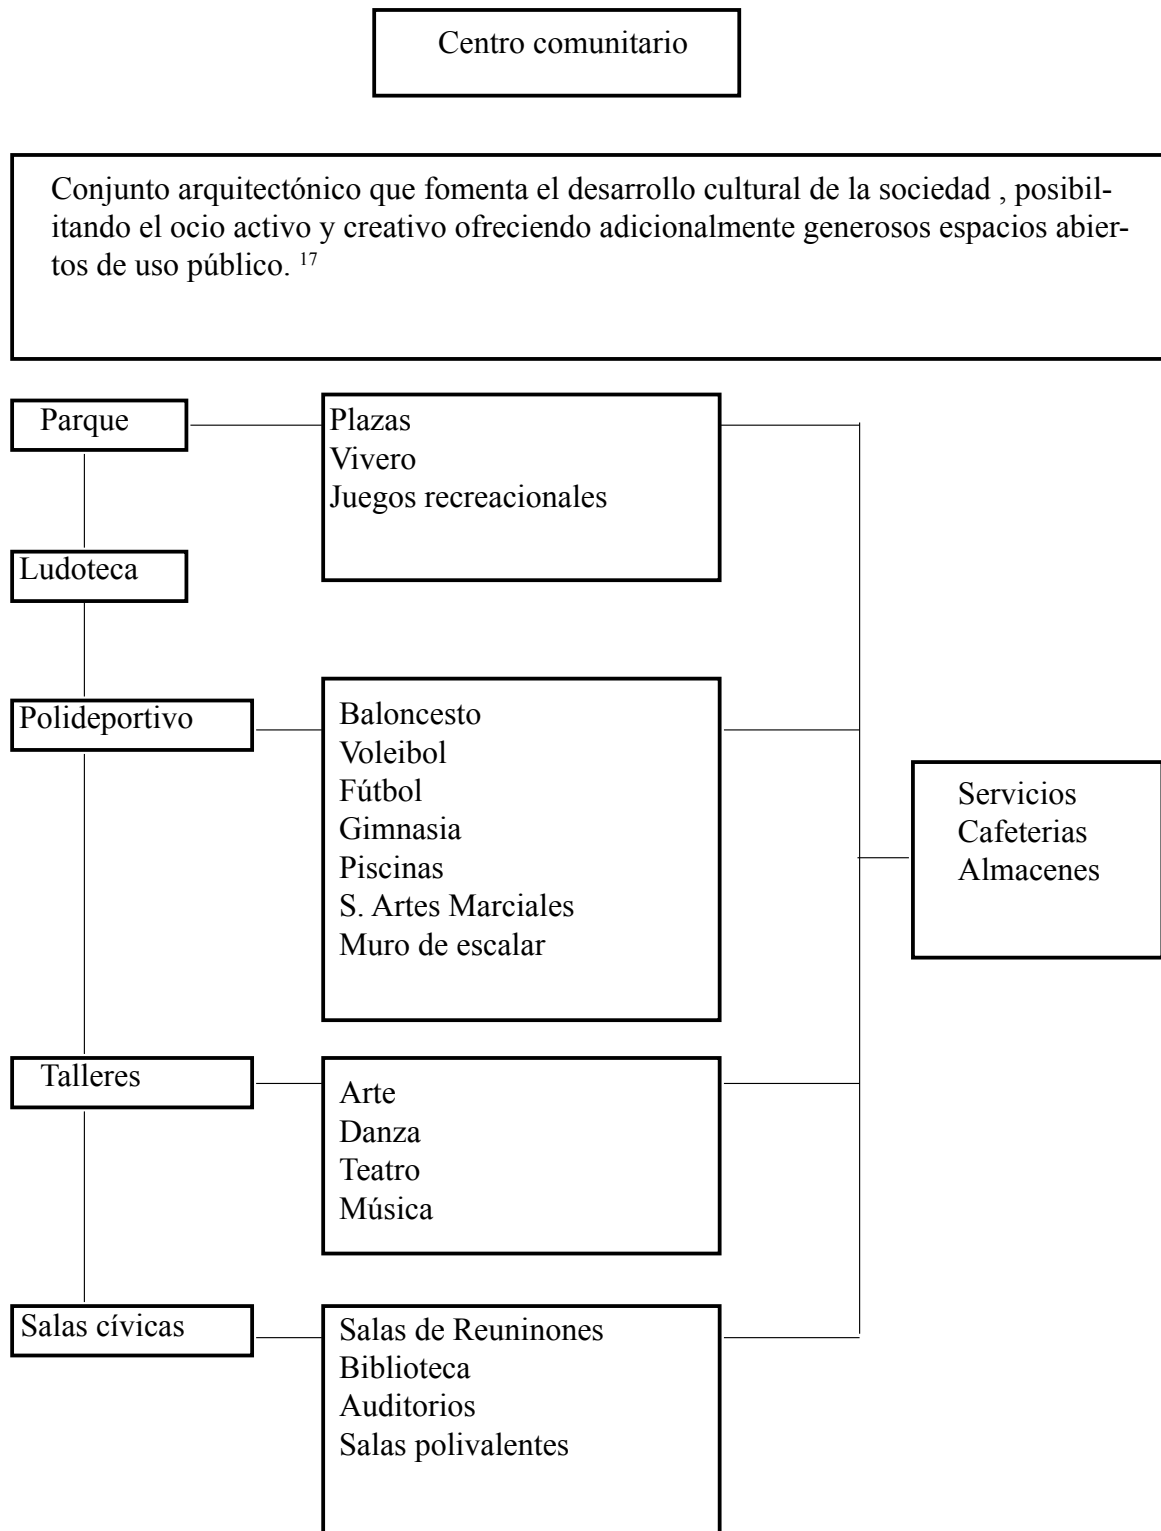 Centro comunitario
Conjunto arquitectónico que fomenta el desarrollo cultural de la sociedad , posibil-
itando el ocio activo y creativo ofreciendo adicionalmente generosos espacios abier-
tos de uso público. 17
Parque
Plazas
Vivero
Juegos recreacionales
Ludoteca
Polideportivo
Baloncesto
Voleibol
Fútbol
Gimnasia
Piscinas
S. Artes Marciales
Muro de escalar
Servicios
Cafeterias
Almacenes
Talleres
Arte
Danza
Teatro
Música
Salas cívicas
Salas de Reuninones
Biblioteca
Auditorios
Salas polivalentes